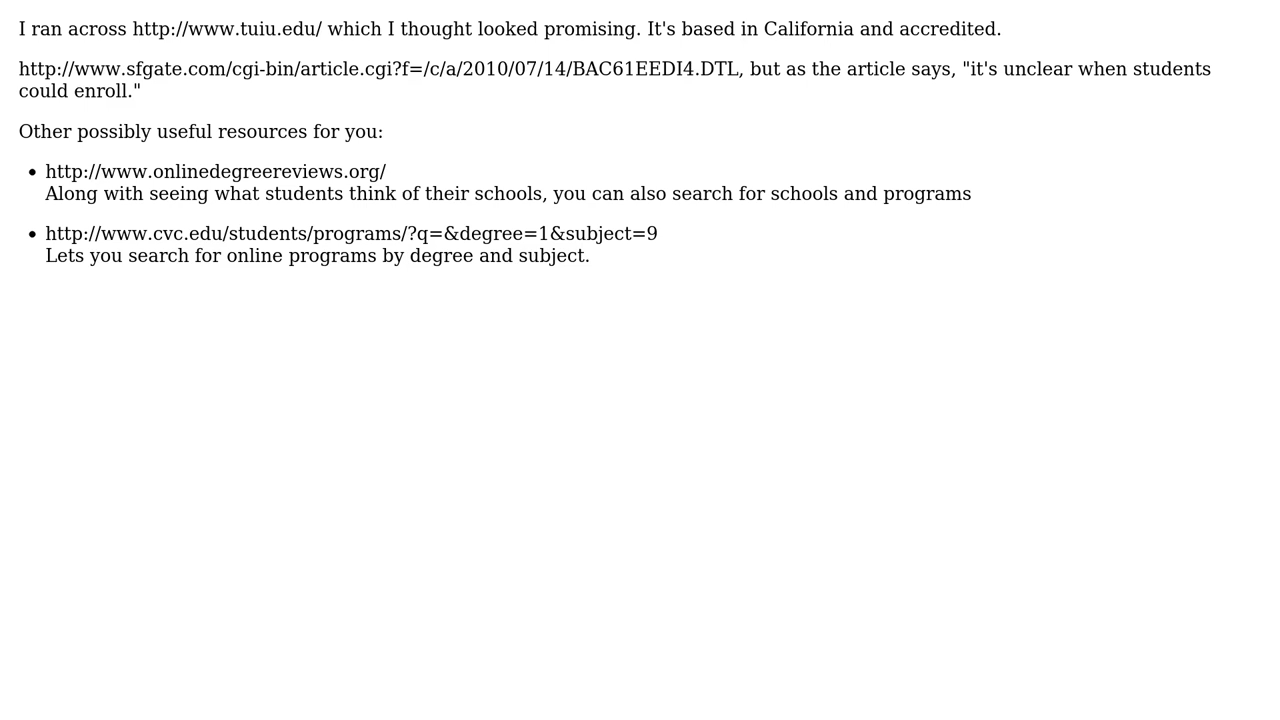 I ran across http://www.tuiu.edu/ which I thought looked promising. It's based in California and accredited.
http://www.sfgate.com/cgi-bin/article.cgi?f=/c/a/2010/07/14/BAC61EEDI4.DTL, but as the article says, "it's unclear when students
could enroll."
Other possibly useful resources for you:
• http://www.onlinedegreereviews.org/
Along with seeing what students think of their schools, you can also search for schools and programs
• http://www.cvc.edu/students/programs/?q=&degree=1&subject=9
Lets you search for online programs by degree and subject.